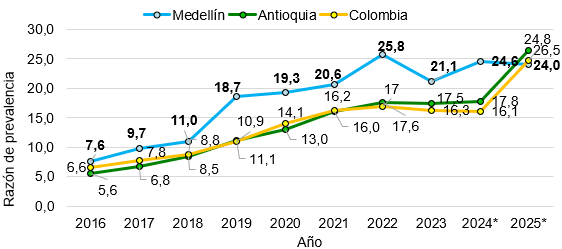 Medellín Antioquia Colombia
Razón de prevalencia
30,0
25,0
20,0
15,0
10,0
5,0
0,0
7,6 9,7 11,0 18,7 19,3 20,6 25,8 21,1 24,6 24,0
5,6 6,8 8,5 11,1 13,0 16,0 17,6 17,5 17,8 26,5
6,6 7,8 8,8 10,9 14,1 16,2 17 16,3 16,1 24,8
2016 2017 2018 2019 2020 2021 2022 2023 2024* 2025*
Año